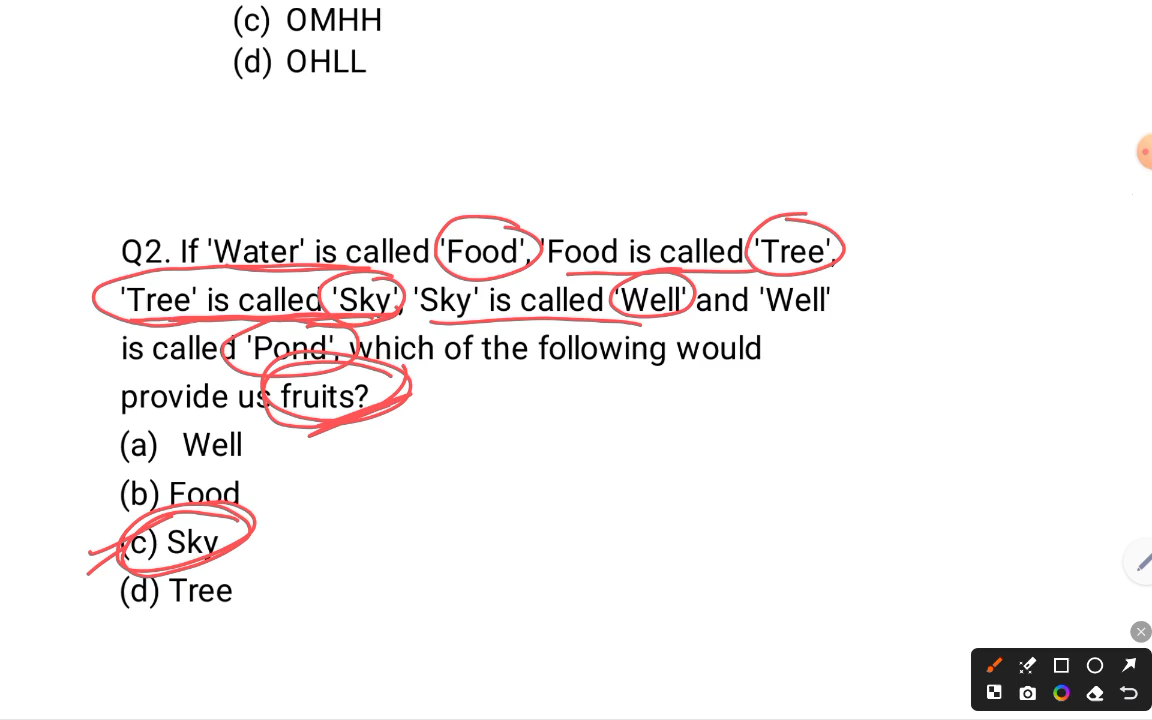 (c) OMHH
(d) OHLL
Q2. If 'Water' is called 'Food', 'Food is called 'Tree',
'Tree' is called 'Sky', 'Sky' is called 'Well' and 'Well'
is called 'Pond', which of the following would
provide us fruits?
(a) Well
(b) Food
(c) Sky
(d) Tree